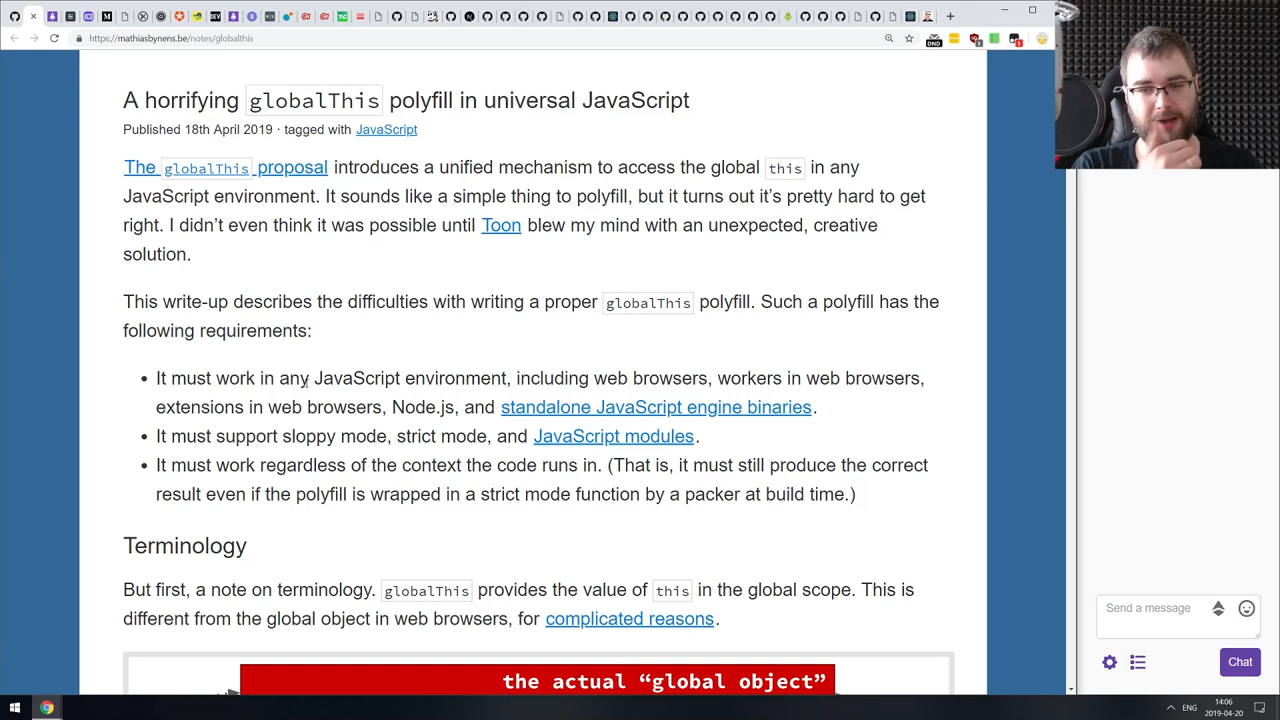 https://mathiasbynens.be/notes/globalthis
A horrifying globalThis polyfill in universal JavaScript
Published 18th April 2019 · tagged with JavaScript
The globalThis proposal introduces a unified mechanism to access the global this in any
JavaScript environment. It sounds like a simple thing to polyfill, but it turns out it’s pretty hard to get
right. I didn’t even think it was possible until Toon blew my mind with an unexpected, creative
solution.
This write-up describes the difficulties with writing a proper globalThis polyfill. Such a polyfill has the
following requirements:
• It must work in any JavaScript environment, including web browsers, workers in web browsers,
extensions in web browsers, Node.js, and standalone JavaScript engine binaries.
• It must support sloppy mode, strict mode, and JavaScript modules.
• It must work regardless of the context the code runs in. (That is, it must still produce the correct
result even if the polyfill is wrapped in a strict mode function by a packer at build time.)
Terminology
But first, a note on terminology. globalThis provides the value of this in the global scope. This is
different from the global object in web browsers, for complicated reasons.
the actual “global object”
Send a message
Chat
ENG
14:06
2019-04-20